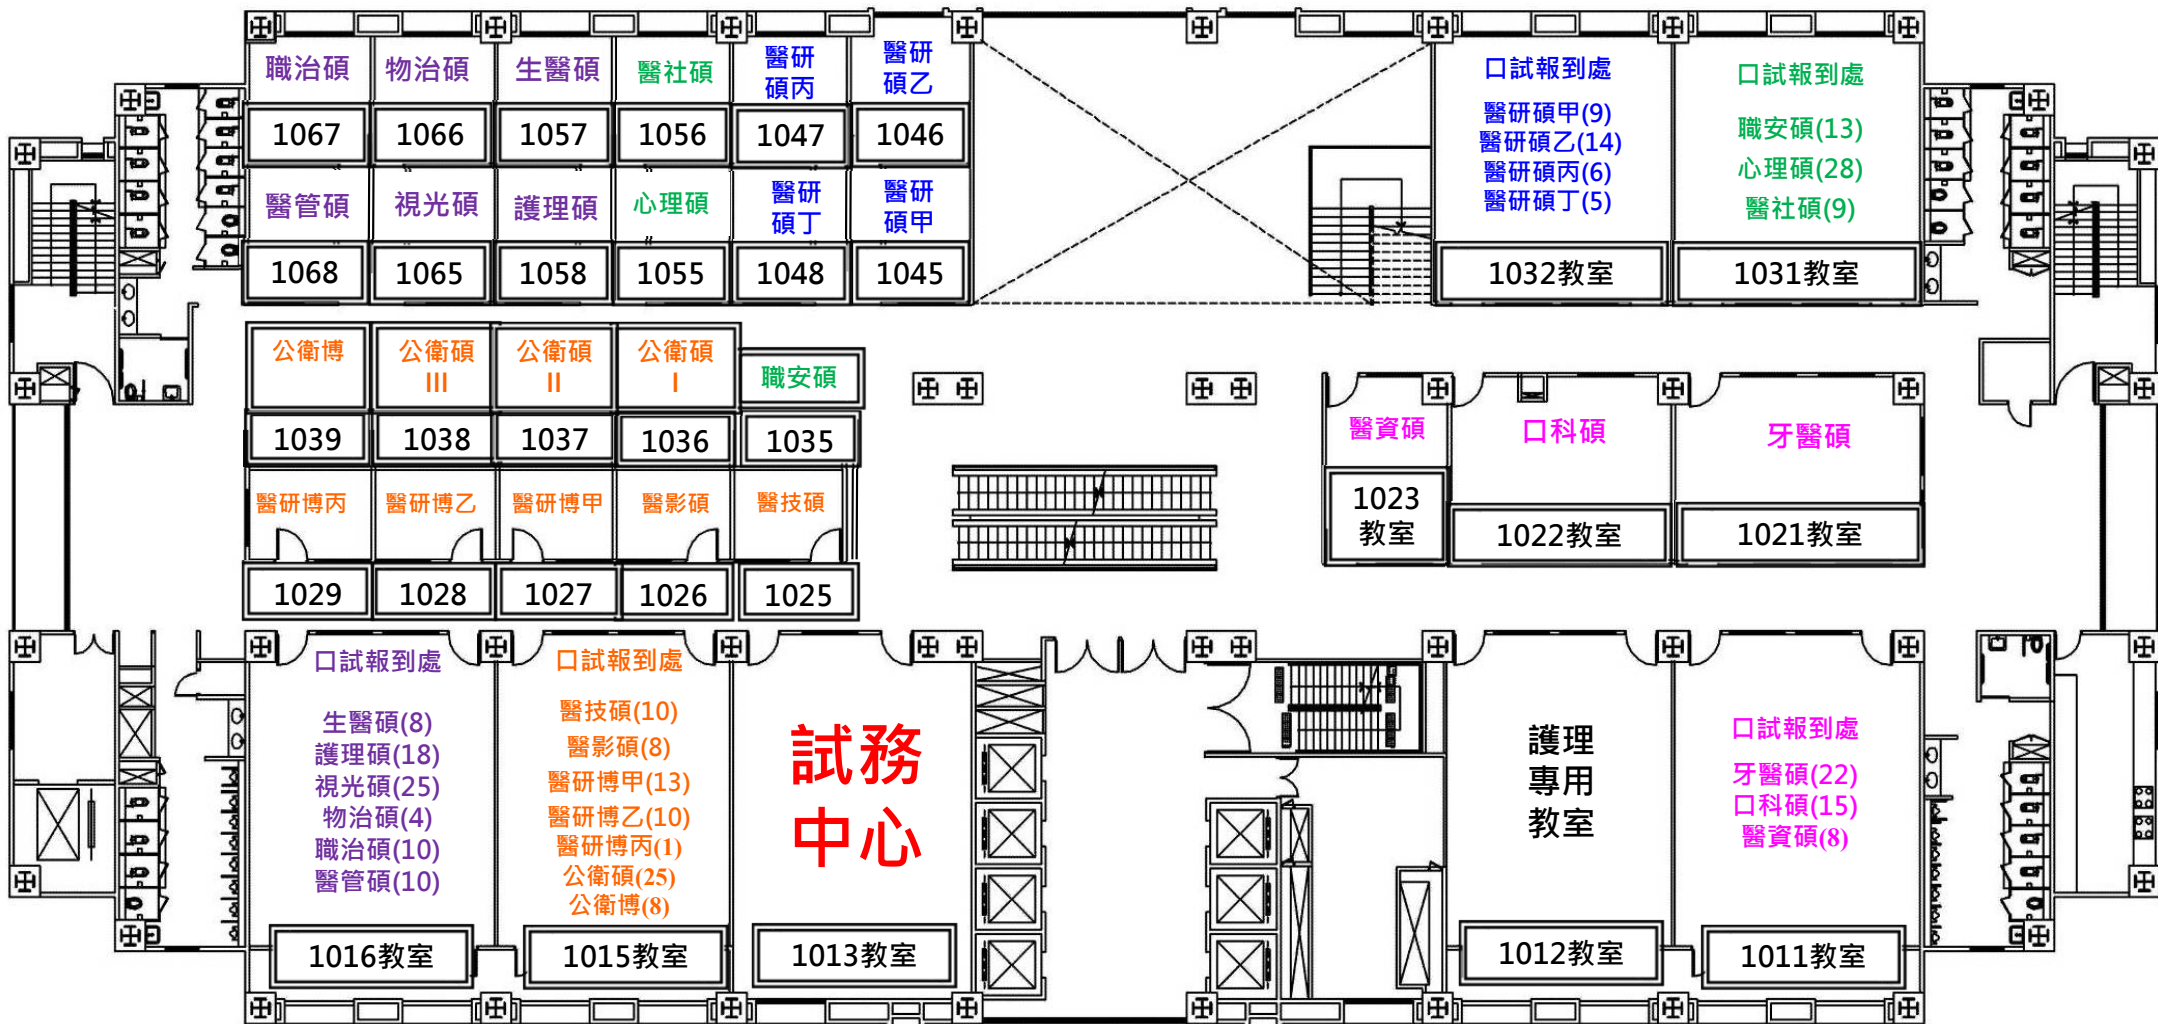 職治碩
物治碩
生醫碩
醫社碩
醫研
碩丙
醫研
碩乙
1067
1066
1057
1056
1047
1046
醫管碩
視光碩
護理碩
心理碩
醫研
碩丁
醫研
碩甲
1068
1065
1058
1055
1048
1045
口試報到處
醫研碩甲(9)
醫研碩乙(14)
醫研碩丙(6)
醫研碩丁(5)
1032教室
口試報到處
職安碩(13)
心理碩(28)
醫社碩(9)
1031教室
公衛博
公衛碩
III
公衛碩
II
公衛碩
I
職安碩
1039
1038
1037
1036
1035
醫研博丙
醫研博乙
醫研博甲
醫影碩
醫技碩
1029
1028
1027
1026
1025
醫資碩
1023
教室
口科碩
1022教室
牙醫碩
1021教室
口試報到處
生醫碩(8)
護理碩(18)
視光碩(25)
物治碩(4)
職治碩(10)
醫管碩(10)
1016教室
口試報到處
醫技碩(10)
醫影碩(8)
醫研博甲(13)
醫研博乙(10)
醫研博丙(1)
公衛碩(25)
公衛博(8)
1015教室
試務
中心
1013教室
護理
專用
教室
1012教室
口試報到處
牙醫碩(22)
口科碩(15)
醫資碩(8)
1011教室